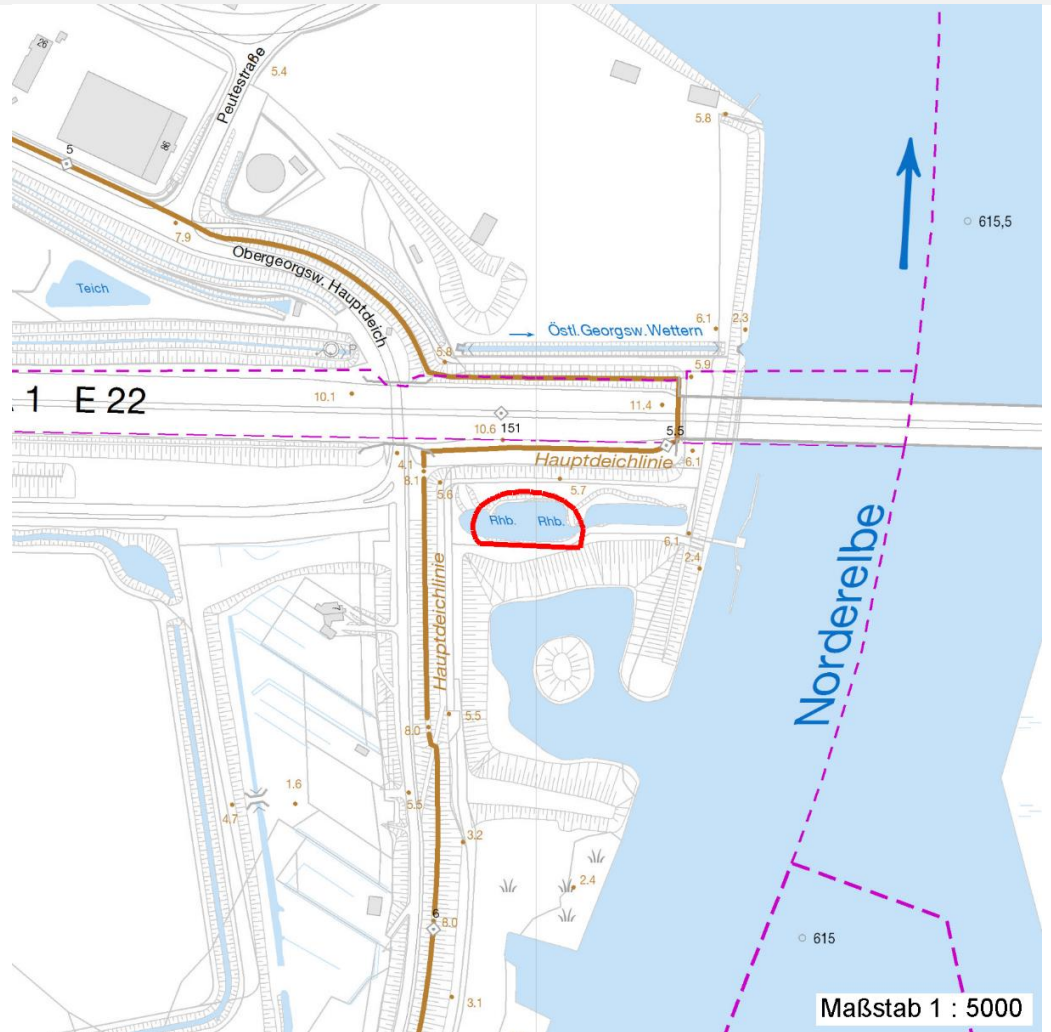 26
5.4
Peutestraße
86
5
5.8
7.9
615,5
Obergeorgsw. Hauptdeich
Teich
Östl.Georgsw.Wettern
6.1
2.3
P
5.8
5.9
1 E 22
10.1
11.4
10.6
151
5.5
Hauptdeichlinie
4.1
6.1
8.1
5.6
5.7
Rhb.
Rhb.
6.1
2.4
Hauptdeichlinie
Norderelbe
5.5
8.0
1.6
5.5
4.7
3.2
2.4
6
8.0
615
3.1
Maßstab 1 : 5000